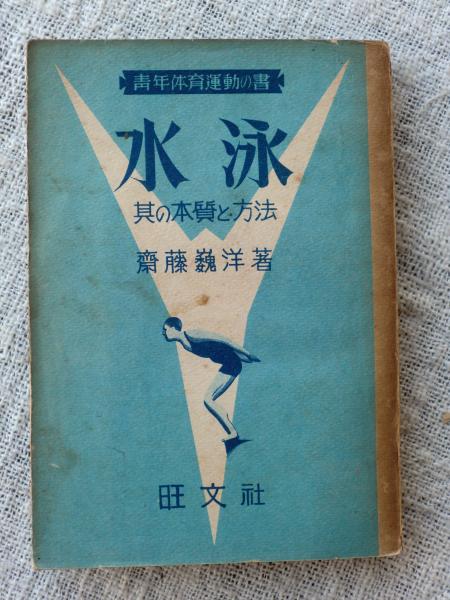 青年体育運動の書
水泳
其の本質と方法
齋藤巍洋著
旺文社